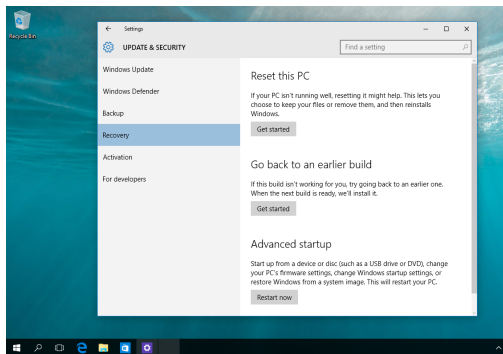 Recycle Bin
Settings
UPDATE & SECURITY
Find a setting
Windows Update
Windows Defender
Backup
Recovery
Activation
For developers
Reset this PC
If your PC isn't running well, resetting it might help. This lets you
choose to keep your files or remove them, and then reinstalls
Windows.
Get started
Go back to an earlier build
If this build isn't working for you, try going back to an earlier one.
When the next build is ready, we'll install it.
Get started
Advanced startup
Start up from a device or disc (such as a USB drive or DVD), change
your PC's firmware settings, change Windows startup settings, or
restore Windows from a system image. This will restart your PC.
Restart now